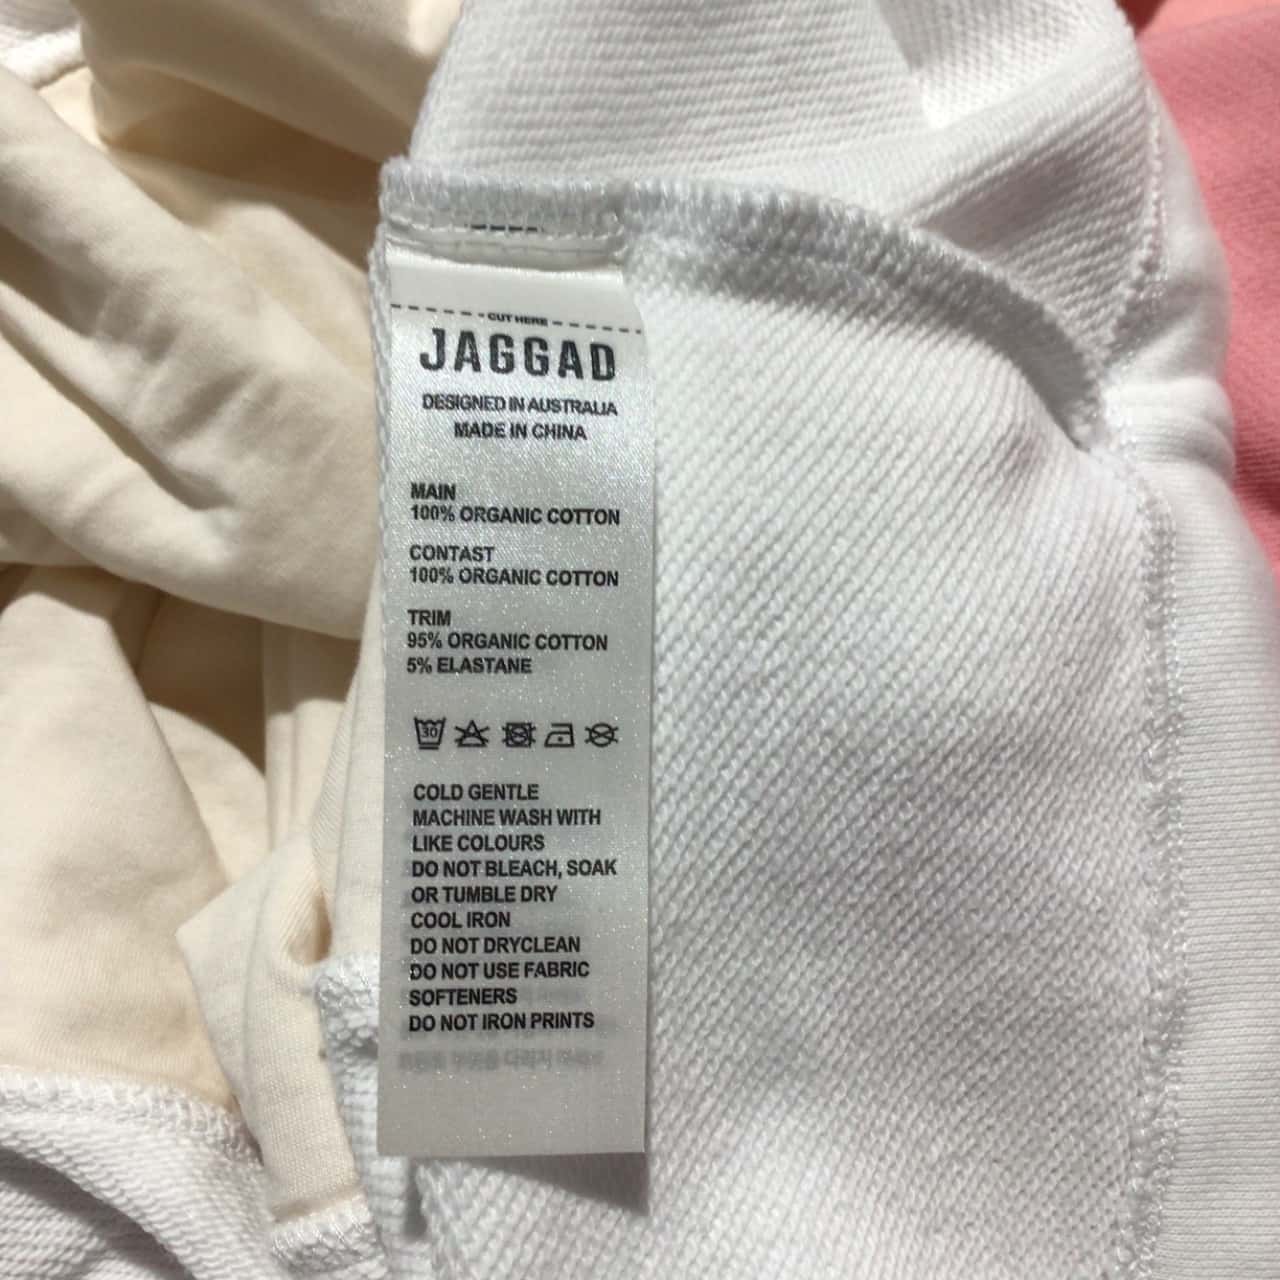 CUT HERE
JAGGAD
DESIGNED IN AUSTRALIA
MADE IN CHINA
MAIN
100% ORGANIC COTTON
CONTAST
100% ORGANIC COTTON
TRIM
95% ORGANIC COTTON
5% ELASTANE
30
COLD GENTLE
MACHINE WASH WITH
LIKE COLOURS
DO NOT BLEACH, SOAK
OR TUMBLE DRY
COOL IRON
DO NOT DRYCLEAN
DO NOT USE FABRIC
SOFTENERS
DO NOT IRON PRINTS